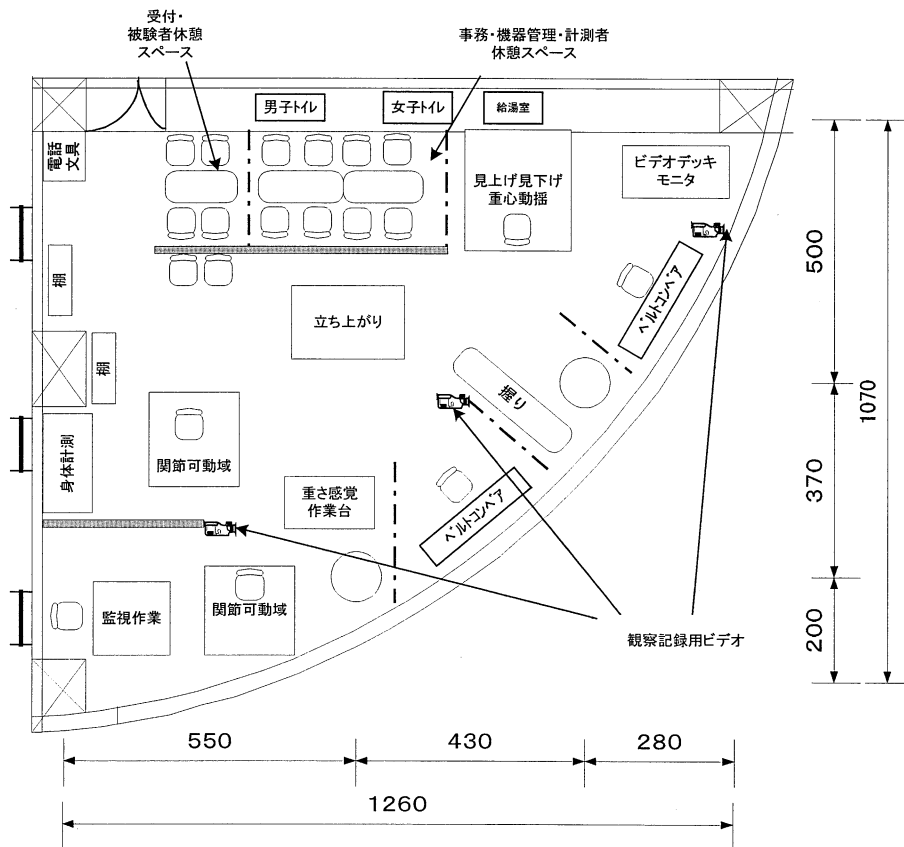 受付・
被験者休憩
スペース
事務・機器管理・計測者
休憩スペース
男子トイレ
女子トイレ
給湯室
電話
文具
見上げ見下げ
重心動揺
ビデオデッキ
モニタ
棚
立ち上がり
ベルトコンベア
棚
握り
身体計測
関節可動域
重さ感覚
作業台
ベルトコンベア
監視作業
関節可動域
観察記録用ビデオ
500
370
200
1070
550
430
280
1260